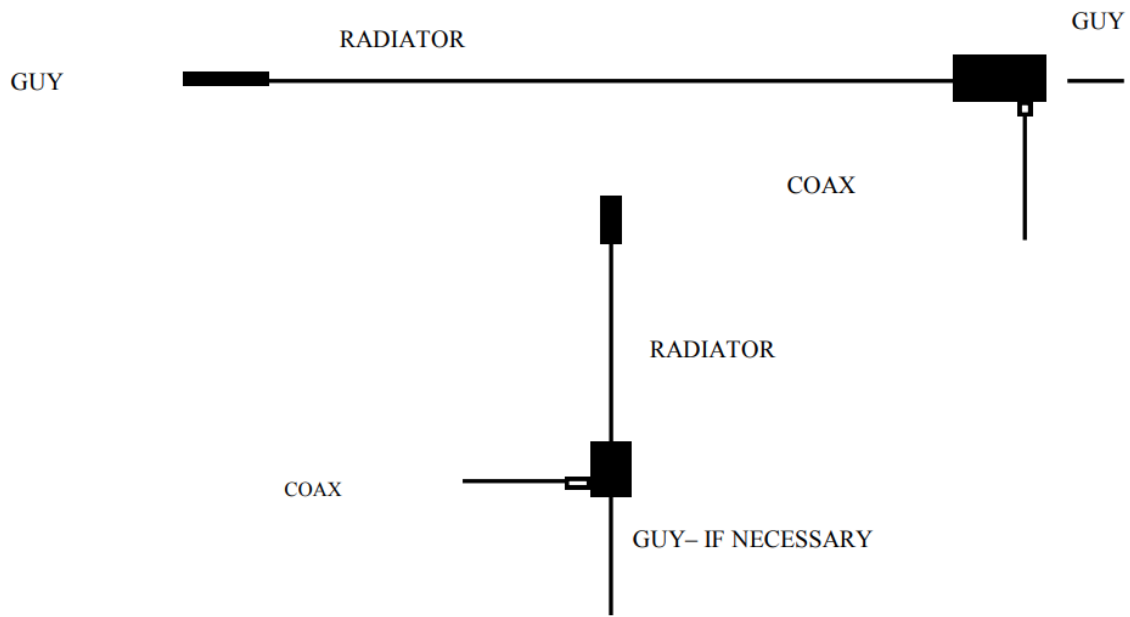 GUY
RADIATOR
GUY
COAX
RADIATOR
COAX
GUY– IF NECESSARY